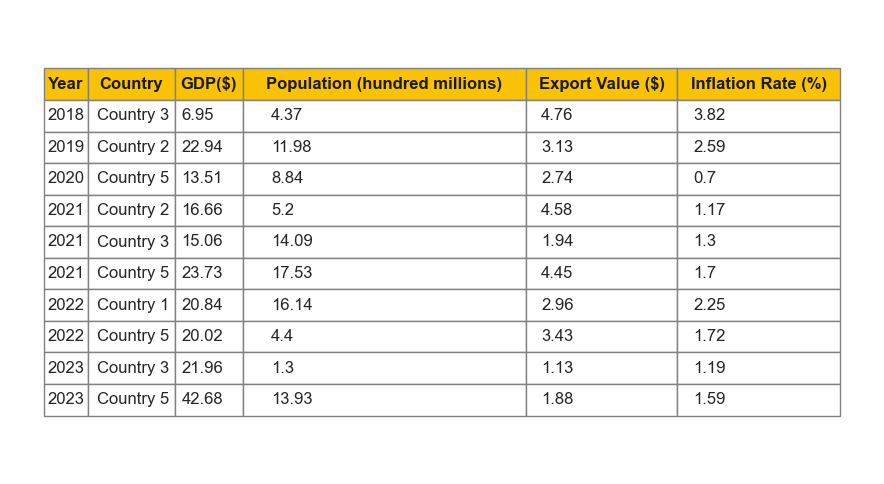 Year Country GDP($) Population (hundred millions) Export Value ($) Inflation Rate (%)
2018 Country 3 6.95 4.37 4.76 3.82
2019 Country 2 22.94 11.98 3.13 2.59
2020 Country 5 13.51 8.84 2.74 0.7
2021 Country 2 16.66 5.2 4.58 1.17
2021 Country 3 15.06 14.09 1.94 1.3
2021 Country 5 23.73 17.53 4.45 1.7
2022 Country 1 20.84 16.14 2.96 2.25
2022 Country 5 20.02 4.4 3.43 1.72
2023 Country 3 21.96 1.3 1.13 1.19
2023 Country 5 42.68 13.93 1.88 1.59